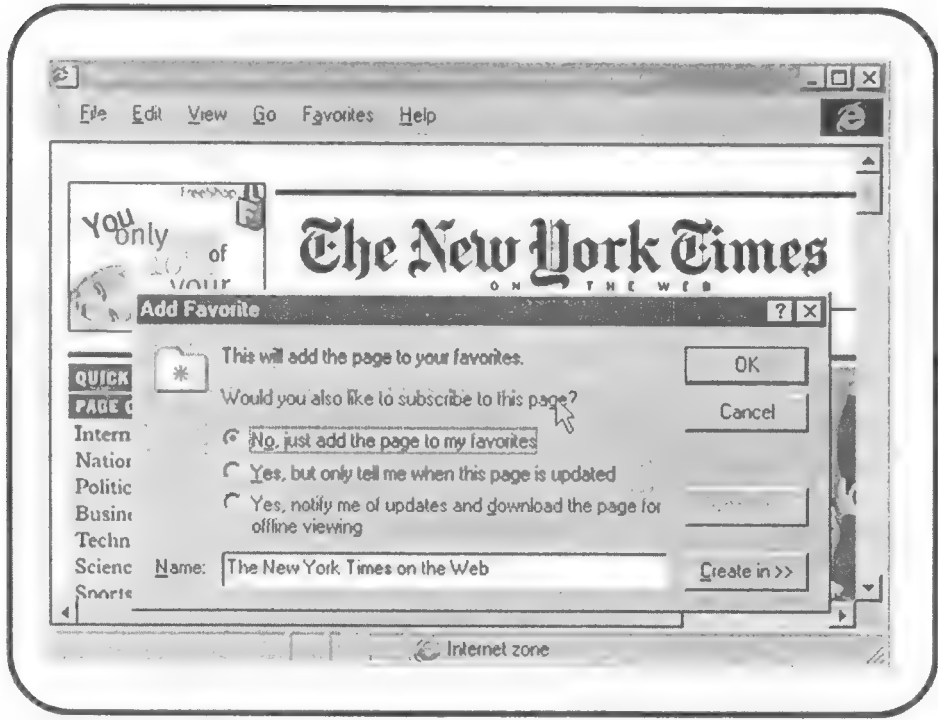 File Edit View Go Favorites Help
FreeShop
You
only
of
your
The New York Times
ON THE WEB
Add Favorite
This will add the page to your favorites.
OK
Would you also like to subscribe to this page?
Cancel
No, just add the page to my favorites
Yes, but only tell me when this page is updated
Yes, notify me of updates and download the page for
offline viewing
QUICK
PAGE
Intern
Nation
Politic
Busine
Techn
Scienc
Sports
Name: The New York Times on the Web
Create in >>
Internet zone